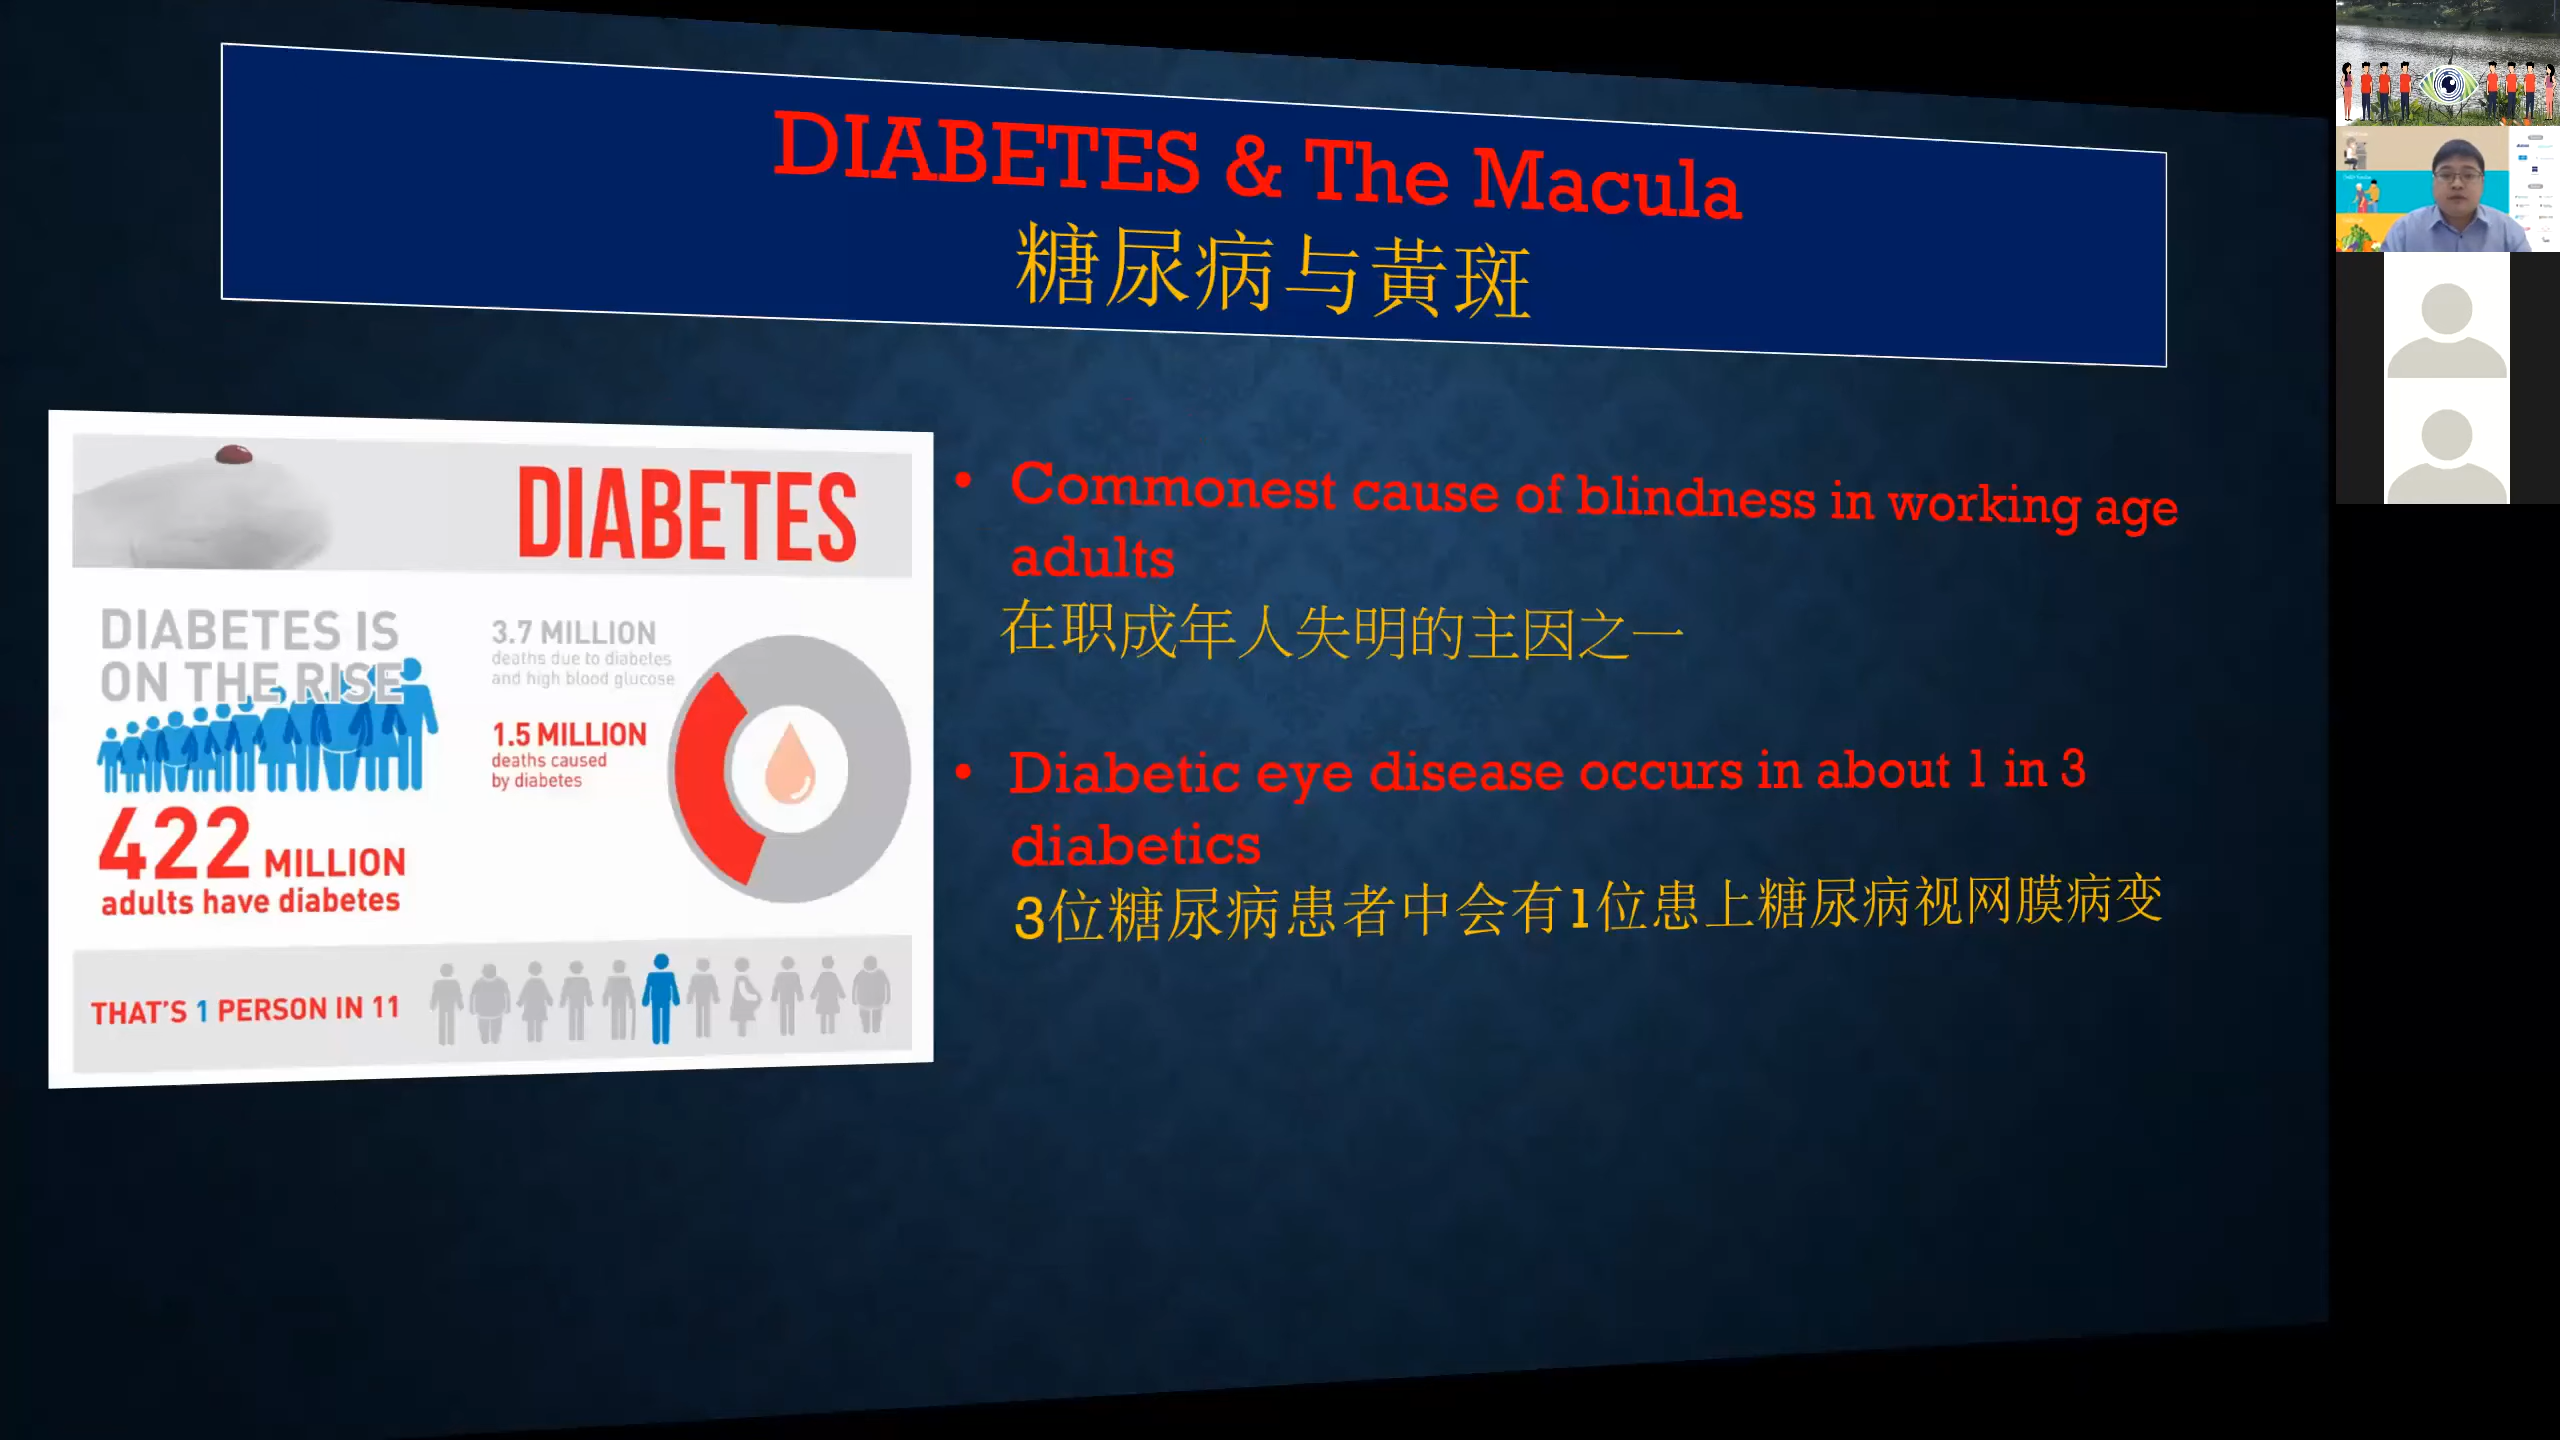 DIABETES & The Macula
糖尿病与黃斑
DIABETES
DIABETES IS
ON THE RISE
422 MILLION
adults have diabetes
3.7 MILLION
deaths due to diabetes
and high blood glucose
1.5 MILLION
deaths caused
by diabetes
THAT'S 1 PERSON IN 11
• Commonest cause of blindness in working age
adults
在职成年人失明的主因之一
• Diabetic eye disease occurs in about 1 in 3
diabetics
3位糖尿病患者中会有1位患上糖尿病视网膜病变